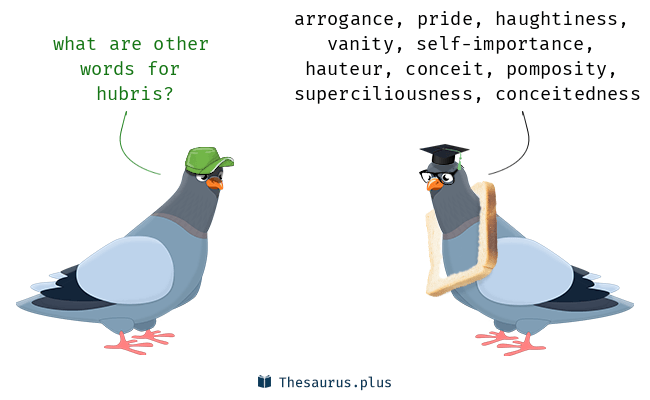 what are other
words for
hubris?
arrogance, pride, haughtiness,
vanity, self-importance,
hauteur, conceit, pomposity,
superciliousness, conceitedness
Thesaurus.plus